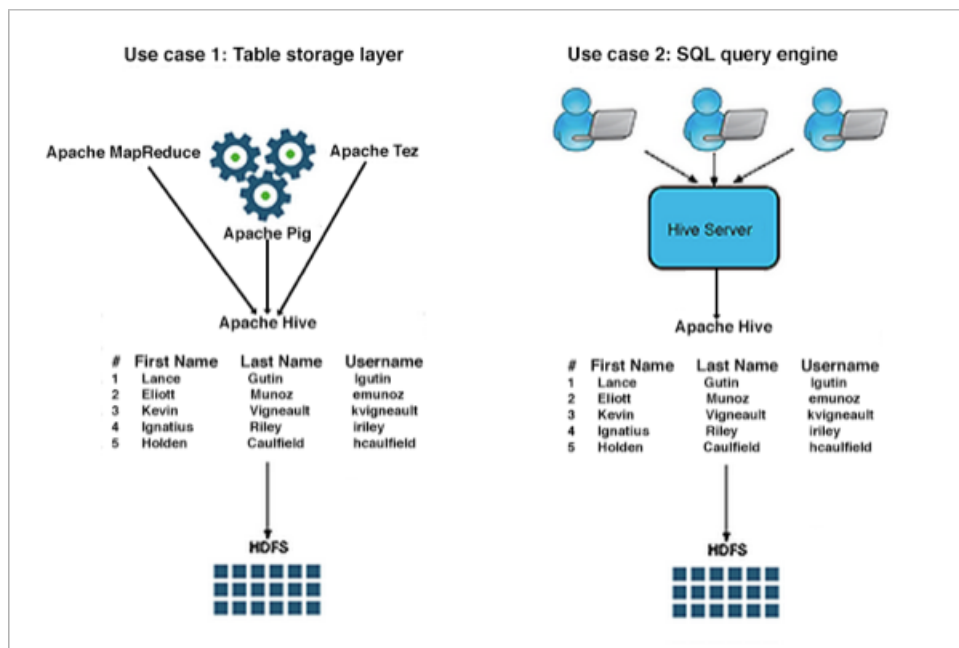 Use case 1: Table storage layer
Apache MapReduce
Apache Tez
Apache Pig
Apache Hive
# First Name Last Name Username
1 Lance Gutin lgutin
2 Eliott Munoz emunoz
3 Kevin Vigneault kvigneault
4 Ignatius Riley iriley
5 Holden Caulfield hcaulfield
HDFS
Use case 2: SQL query engine
Hive Server
Apache Hive
# First Name Last Name Username
1 Lance Gutin lgutin
2 Eliott Munoz emunoz
3 Kevin Vigneault kvigneault
4 Ignatius Riley iriley
5 Holden Caulfield hcaulfield
HDFS